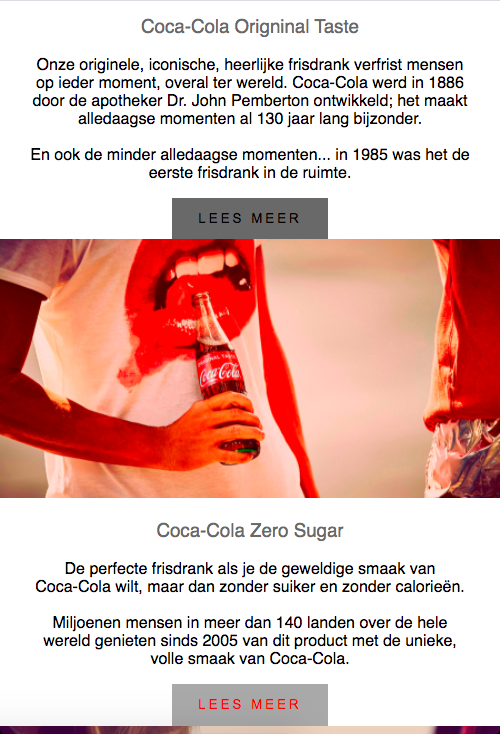 Coca-Cola Origninal Taste
Onze originele, iconische, heerlijke frisdrank verfrist mensen
op ieder moment, overal ter wereld. Coca-Cola werd in 1886
door de apotheker Dr. John Pemberton ontwikkeld; het maakt
alledaagse momenten al 130 jaar lang bijzonder.
En ook de minder alledaagse momenten... in 1985 was het de
eerste frisdrank in de ruimte.
LEES MEER
ORIGINAL TASTE
Coca-Cola
Coca-Cola Zero Sugar
De perfecte frisdrank als je de geweldige smaak van
Coca-Cola wilt, maar dan zonder suiker en zonder calorieën.
Miljoenen mensen in meer dan 140 landen over de hele
wereld genieten sinds 2005 van dit product met de unieke,
volle smaak van Coca-Cola.
LEES MEER